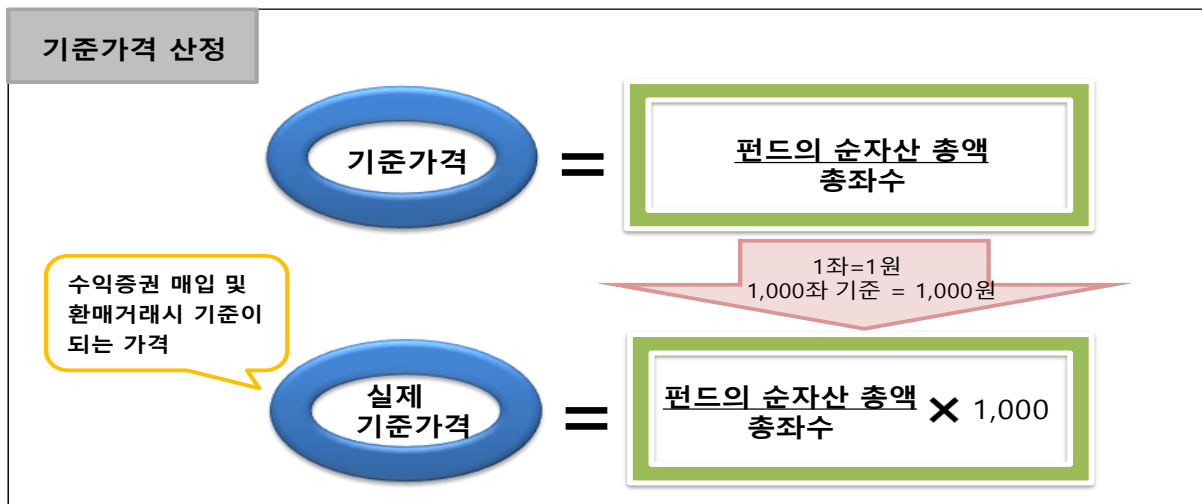 기준가격 산정
기준가격
=
펀드의 순자산 총액
총좌수
1좌=1원
1,000좌 기준 = 1,000원
수익증권 매입 및
환매거래시 기준이
되는 가격
실제
기준가격
=
펀드의 순자산 총액
총좌수
× 1,000